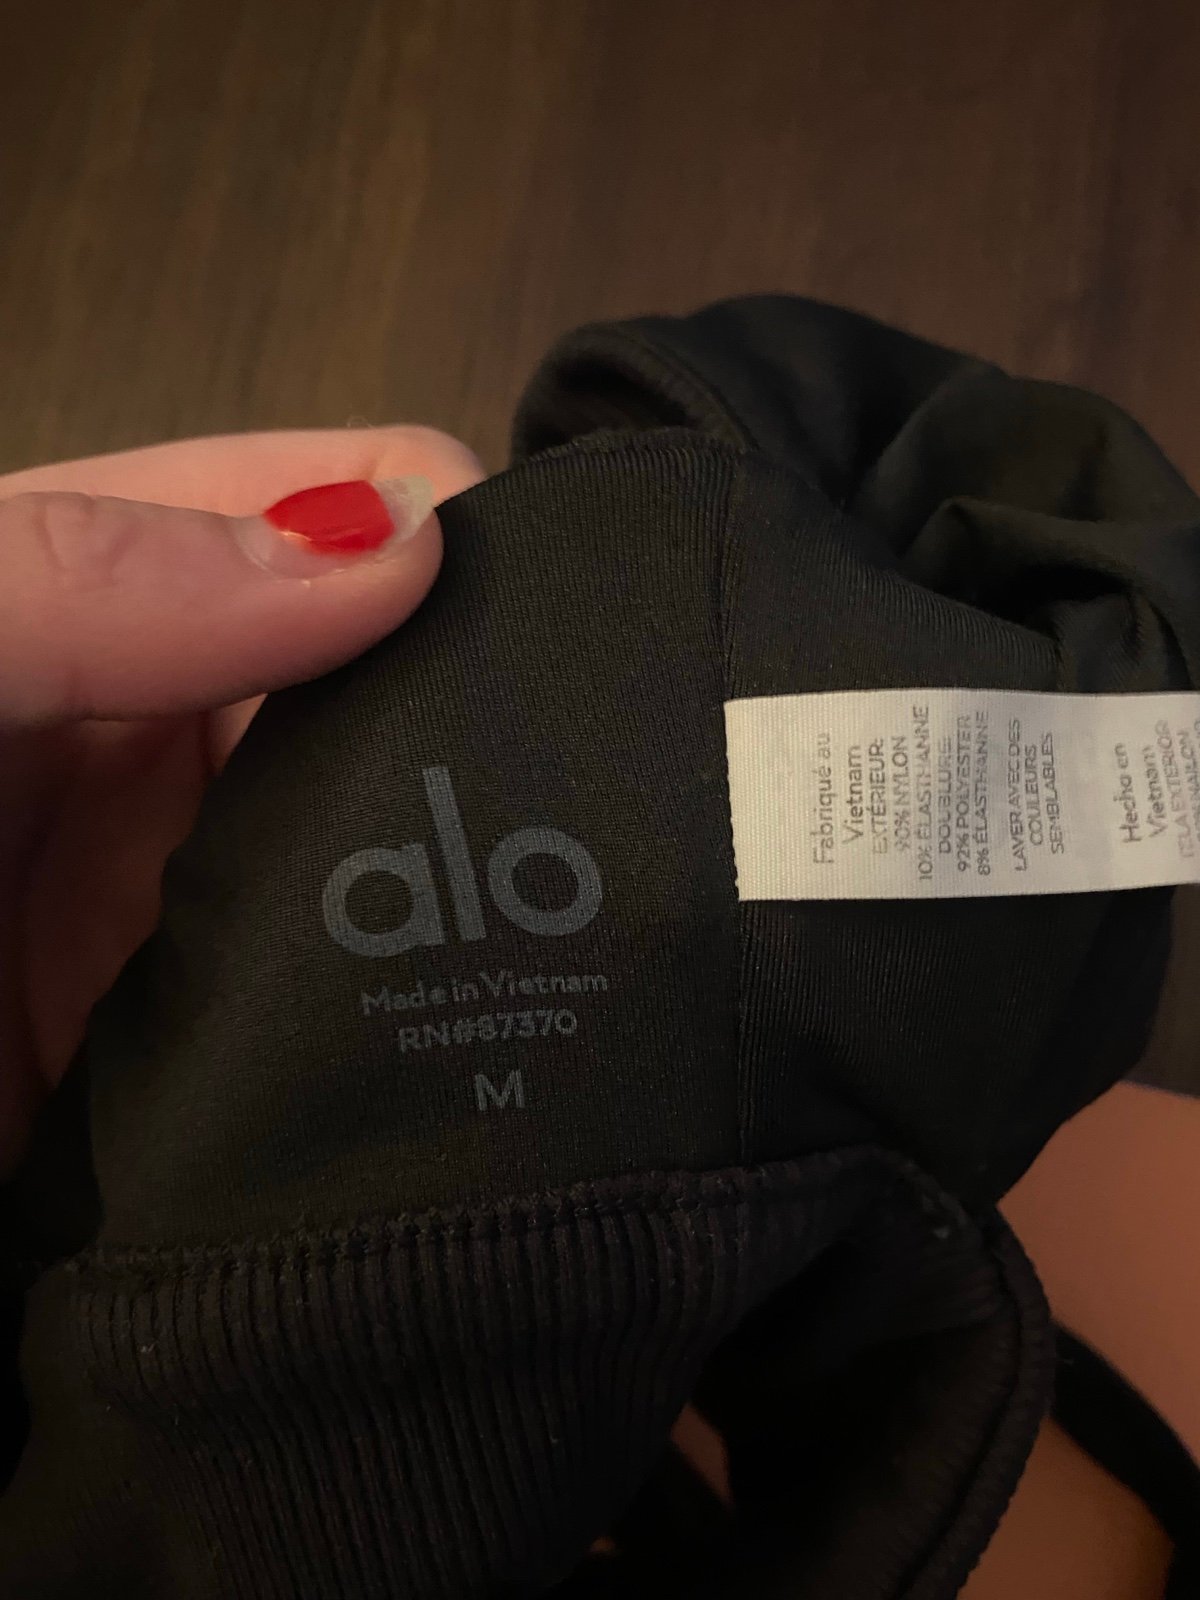 alo
Made in Vietnam
RN#87370
M
Fabriqué au
Vietnam
EXTÉRIEUR:
90% NYLON
10% ÉLASTHANNE
DOUBLURE:
92% POLYESTER
8% ÉLASTHANNE
LAVER AVEC DES
COULEURS
SEMBLABLES
Hecho en
Vietnam
EXTERIOR